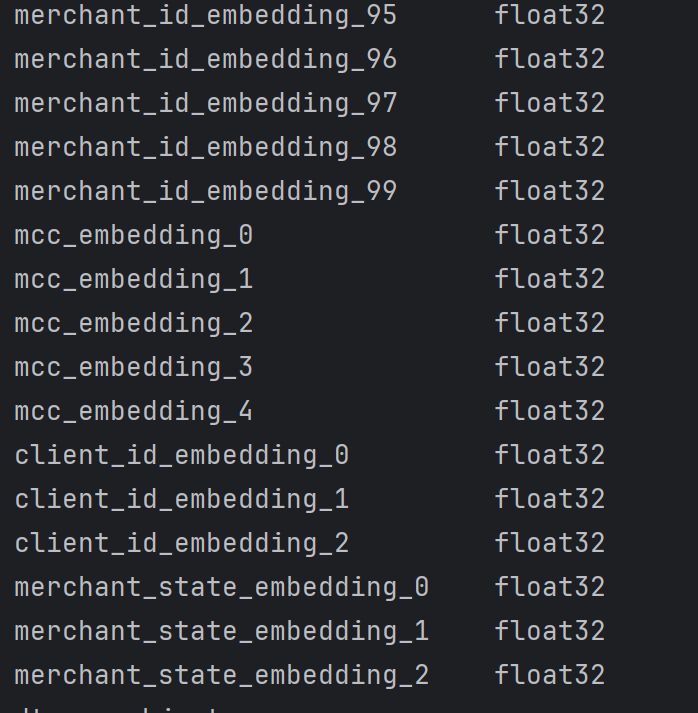 merchant_id_embedding_95 float32
merchant_id_embedding_96 float32
merchant_id_embedding_97 float32
merchant_id_embedding_98 float32
merchant_id_embedding_99 float32
mcc_embedding_0 float32
mcc_embedding_1 float32
mcc_embedding_2 float32
mcc_embedding_3 float32
mcc_embedding_4 float32
client_id_embedding_0 float32
client_id_embedding_1 float32
client_id_embedding_2 float32
merchant_state_embedding_0 float32
merchant_state_embedding_1 float32
merchant_state_embedding_2 float32